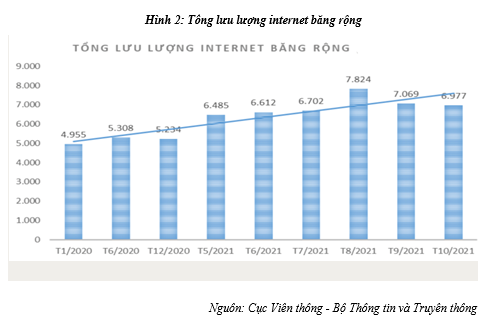 Hình 2: Tổng lưu lượng internet băng rộng
TỔNG LƯU LƯỢNG INTERNET BĂNG RỘNG
9.000
8.000
7.000
6.000
5.000
4.000
3.000
2.000
1.000
0
4.955
5.308
5.234
6.485
6.612
6.702
7.824
7.069
6.977
T1/2020
T6/2020
T12/2020
T5/2021
T6/2021
T7/2021
T8/2021
T9/2021
T10/2021
Nguồn: Cục Viễn thông - Bộ Thông tin và Truyền thông